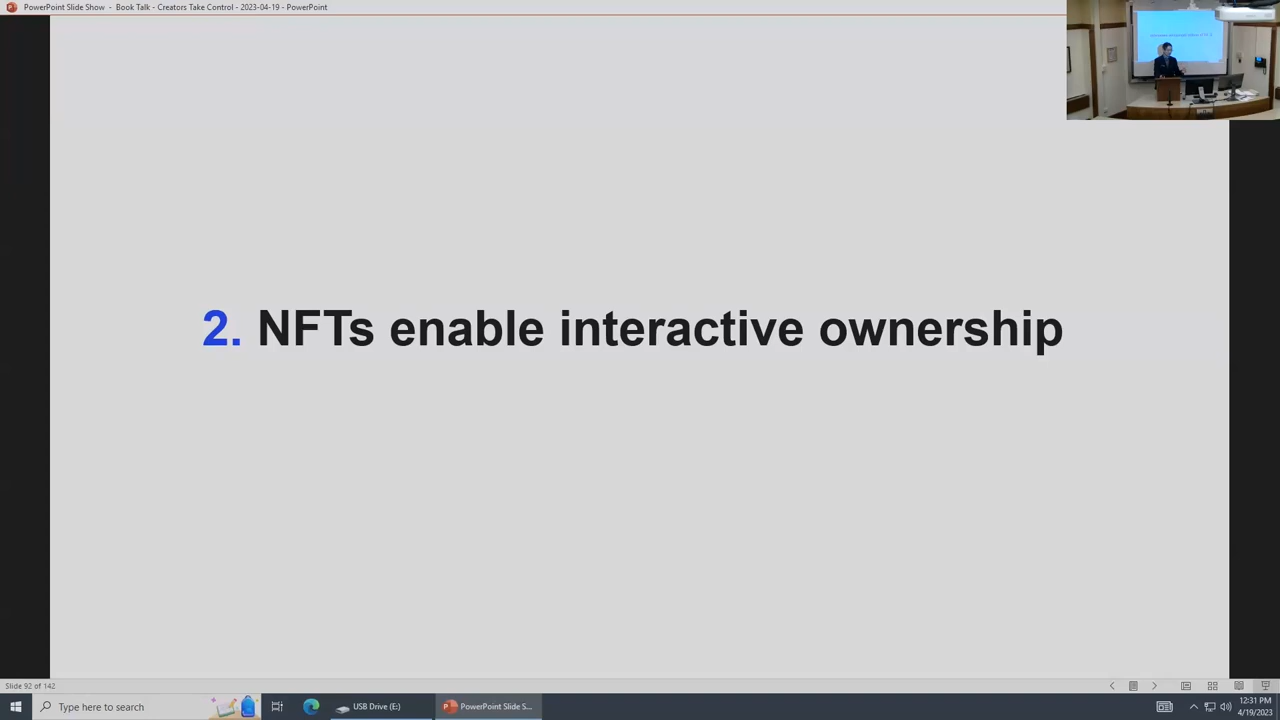 PowerPoint Slide Show - Book Talk - Creators Take Control - 2023-04-19 - PowerPoint
2. NFTs enable interactive ownership
Slide 92 of 142
Type here to search
USB Drive (E:)
PowerPoint Slide S...
12:31 PM
4/19/2023